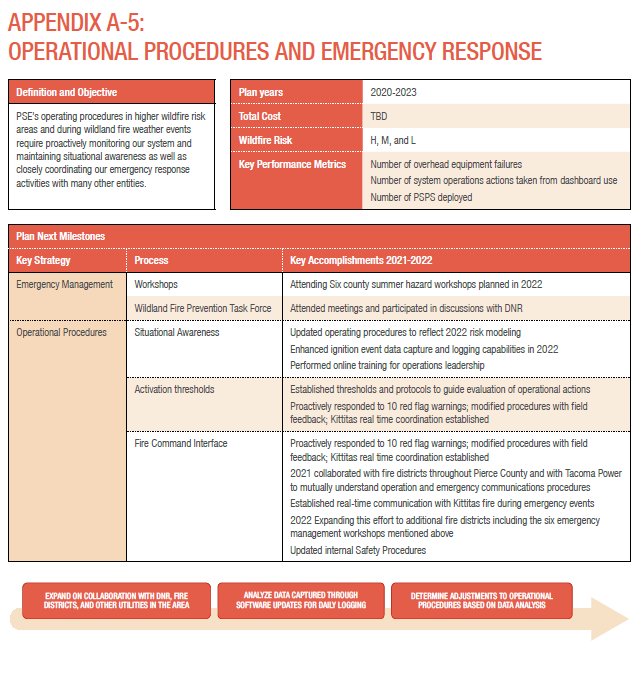 APPENDIX A-5:
OPERATIONAL PROCEDURES AND EMERGENCY RESPONSE
Definition and Objective
PSE's operating procedures in higher wildfire risk
areas and during wildland fire weather events
require proactively monitoring our system and
maintaining situational awareness as well as
closely coordinating our emergency response
activities with many other entities.
Plan years
2020-2023
Total Cost
TBD
Wildfire Risk
H, M, and L
Key Performance Metrics
Number of overhead equipment failures
Number of system operations actions taken from dashboard use
Number of PSPS deployed
Plan Next Milestones
Key Strategy
Process
Key Accomplishments 2021-2022
Emergency Management
Workshops
Attending Six county summer hazard workshops planned in 2022
Wildland Fire Prevention Task Force
Attended meetings and participated in discussions with DNR
Operational Procedures
Situational Awareness
Updated operating procedures to reflect 2022 risk modeling
Enhanced ignition event data capture and logging capabilities in 2022
Performed online training for operations leadership
Activation thresholds
Established thresholds and protocols to guide evaluation of operational actions
Proactively responded to 10 red flag warnings; modified procedures with field
feedback; Kittitas real time coordination established
Fire Command Interface
Proactively responded to 10 red flag warnings; modified procedures with field
feedback; Kittitas real time coordination established
2021 collaborated with fire districts throughout Pierce County and with Tacoma Power
to mutually understand operation and emergency communications procedures
Established real-time communication with Kittitas fire during emergency events
2022 Expanding this effort to additional fire districts including the six emergency
management workshops mentioned above
Updated internal Safety Procedures
EXPAND ON COLLABORATION WITH DNR, FIRE
DISTRICTS, AND OTHER UTILITIES IN THE AREA
ANALYZE DATA CAPTURED THROUGH
SOFTWARE UPDATES FOR DAILY LOGGING
DETERMINE ADJUSTMENTS TO OPERATIONAL
PROCEDURES BASED ON DATA ANALYSIS